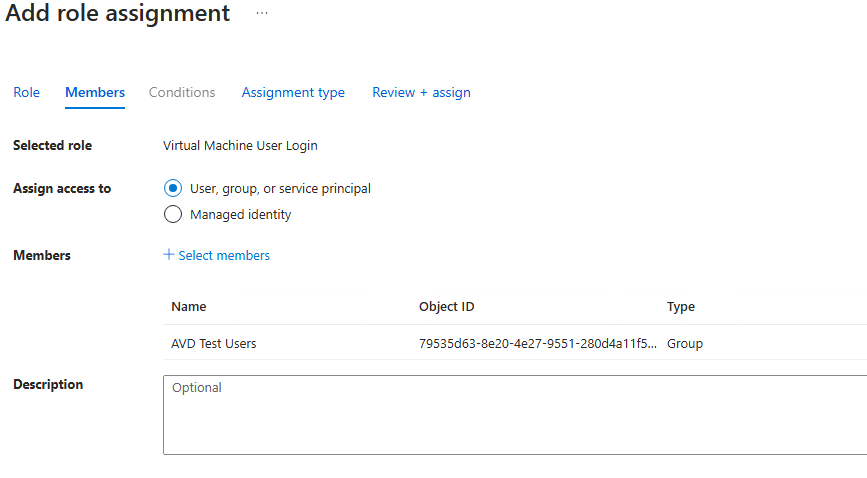 Add role assignment ...
Role Members Conditions Assignment type Review + assign
Selected role Virtual Machine User Login
Assign access to User, group, or service principal
Managed identity
Members + Select members
Name Object ID Type
AVD Test Users 79535d63-8e20-4e27-9551-280d4a11f5... Group
Description Optional